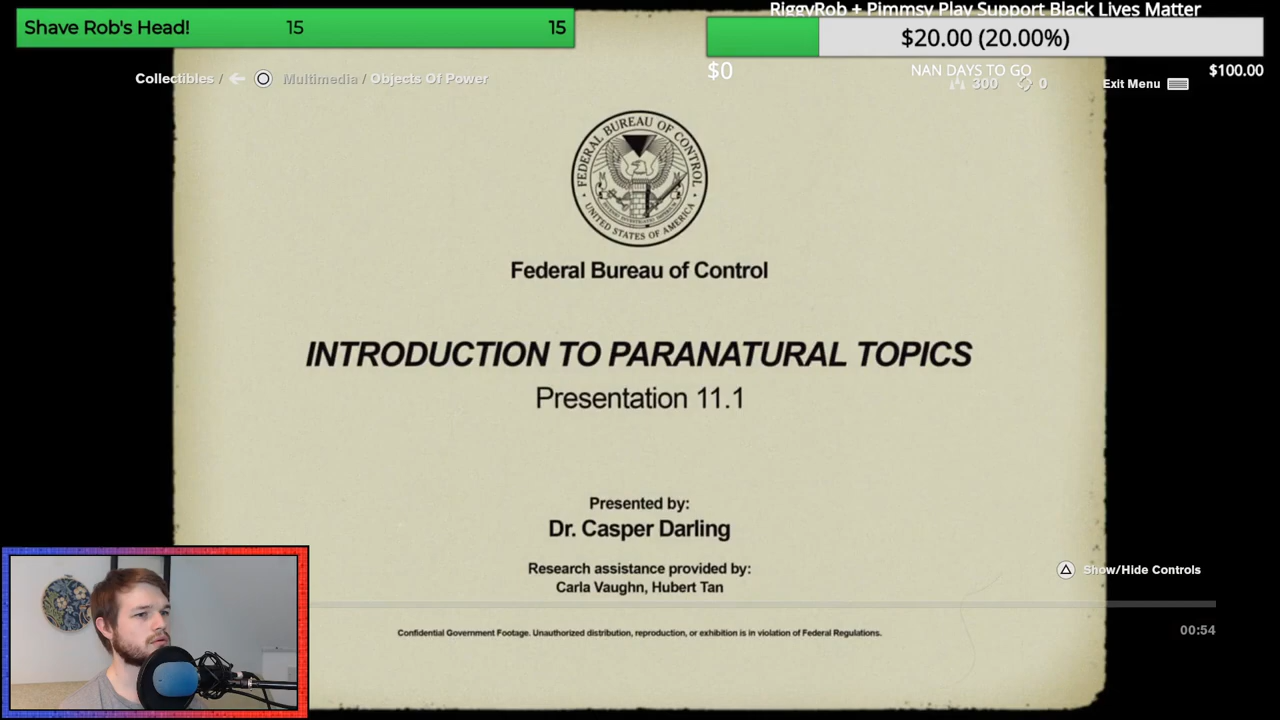 Shave Rob's Head! 15 15
RiggyRob + Pimmsy Play Support Black Lives Matter
$20.00 (20.00%)
$0 NAN DAYS TO GO $100.00
Collectibles / Multimedia / Objects Of Power
300 0 Exit Menu
FEDERAL BUREAU OF CONTROL
UNITED STATES OF AMERICA
Federal Bureau of Control
INTRODUCTION TO PARANATURAL TOPICS
Presentation 11.1
Presented by:
Dr. Casper Darling
Research assistance provided by:
Carla Vaughn, Hubert Tan
Show/Hide Controls
00:54
Confidential Government Footage. Unauthorized distribution, reproduction, or exhibition is in violation of Federal Regulations.